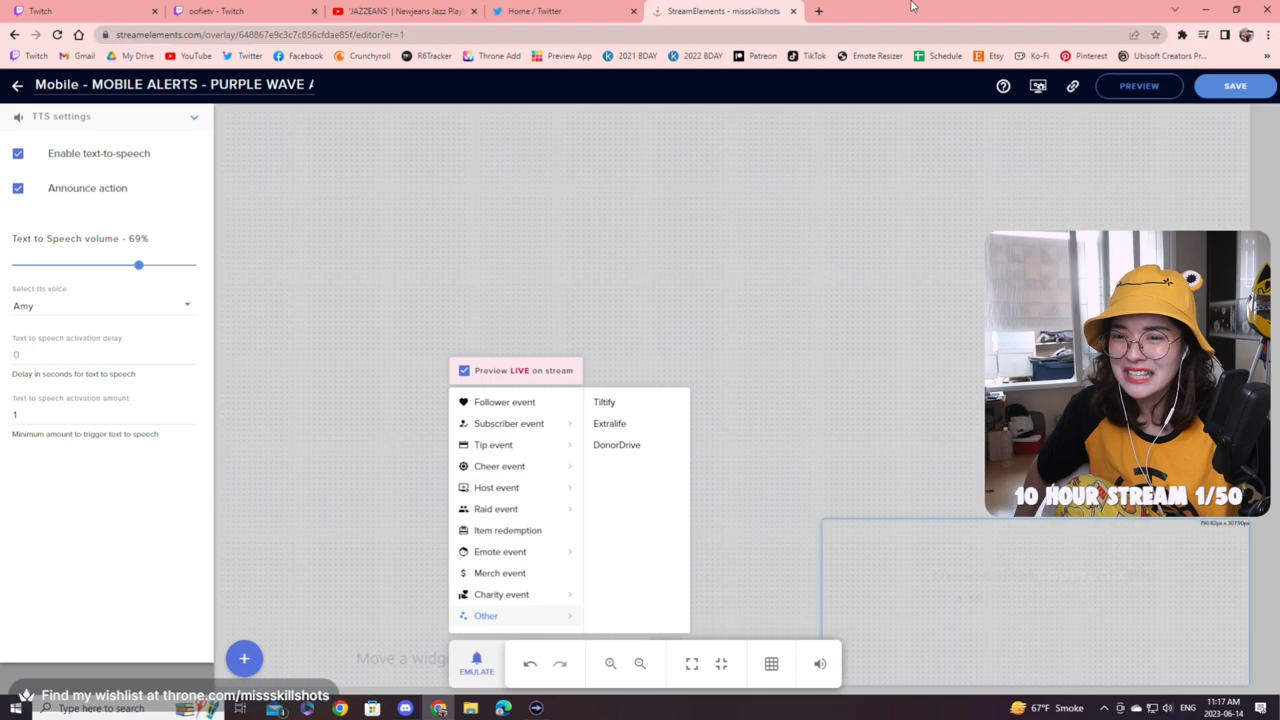 Twitch
oofietv - Twitch
'JAZZEANS' | Newjeans Jazz Play
Home / Twitter
StreamElements - missskillshots
streamelements.com/overlay/648867e9c3c7c856cfdae85f/editor?er=1
Twitch Gmail My Drive YouTube Twitter Facebook Crunchyroll R6Tracker Throne Add Preview App 2021 BDAY 2022 BDAY Patreon TikTok Emote Resizer Schedule Etsy Ko-Fi Pinterest Ubisoft Creators Pr... »
Mobile - MOBILE ALERTS - PURPLE WAVE A
PREVIEW
SAVE
TTS settings
Enable text-to-speech
Announce action
Text to Speech volume - 69%
Select tts voice
Amy
Text to speech activation delay
0
Delay in seconds for text to speech
Text to speech activation amount
1
Minimum amount to trigger text to speech
Preview LIVE on stream
Follower event
Subscriber event
Tip event
Cheer event
Host event
Raid event
Item redemption
Emote event
Merch event
Charity event
Other
Tiltify
Extralife
DonorDrive
10 HOUR STREAM 1/50
Move a widg
EMULATE
Find my wishlist at throne.com/missskillshots
Type here to search
67°F Smoke
ENG
11:17 AM
2023-06-14